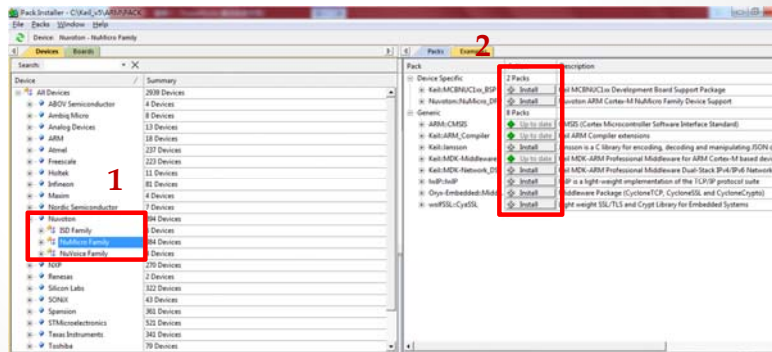 Pack Installer - C:\Keil_v5\ARM\PACK
File Packs Window Help
Device: Nuvoton - NuMicro Family
Devices Boards
Search:
Device / Summary
All Devices 2939 Devices
ABOV Semiconductor 4 Devices
Ambiq Micro 8 Devices
Analog Devices 13 Devices
ARM 18 Devices
Atmel 237 Devices
Freescale 223 Devices
Holtek 11 Devices
Infineon 81 Devices
Maxim 4 Devices
Nordic Semiconductor 7 Devices
Nuvoton
ISD Family
NuMicro Family
NuVoice Family
NXP 270 Devices
Renesas 2 Devices
Silicon Labs 322 Devices
SONiX 43 Devices
Spansion 361 Devices
STMicroelectronics 521 Devices
Texas Instruments 341 Devices
Toshiba 79 Devices
1
2
Packs
Pack Description
Device Specific 2 Packs
Keil::MCBNUC1xx_BSP Install Keil MCBNUC1xx Development Board Support Package
Nuvoton::NuMicro_DF Install Nuvoton ARM Cortex-M NuMicro Family Device Support
Generic 8 Packs
ARM::CMSIS Up to date CMSIS (Cortex Microcontroller Software Interface Standard)
Keil::ARM_Compiler Up to date Keil ARM Compiler extensions
Keil::Jansson Install Jansson is a C library for encoding, decoding and manipulating JSON
Keil::MDK-Middleware Up to date Keil MDK-ARM Professional Middleware for ARM Cortex-M based
Keil::MDK-Network_DS Install Keil MDK-ARM Professional Middleware Dual-Stack IPv4/IPv6 Network
lwIP::lwIP Install lwIP is a light-weight implementation of the TCP/IP protocol suite
Oryx-Embedded::Midd Install Middleware Package (CycloneTCP, CycloneSSL and CycloneCrypto)
wolfSSL::CyaSSL Install Light weight SSL/TLS and Crypt Library for Embedded Systems